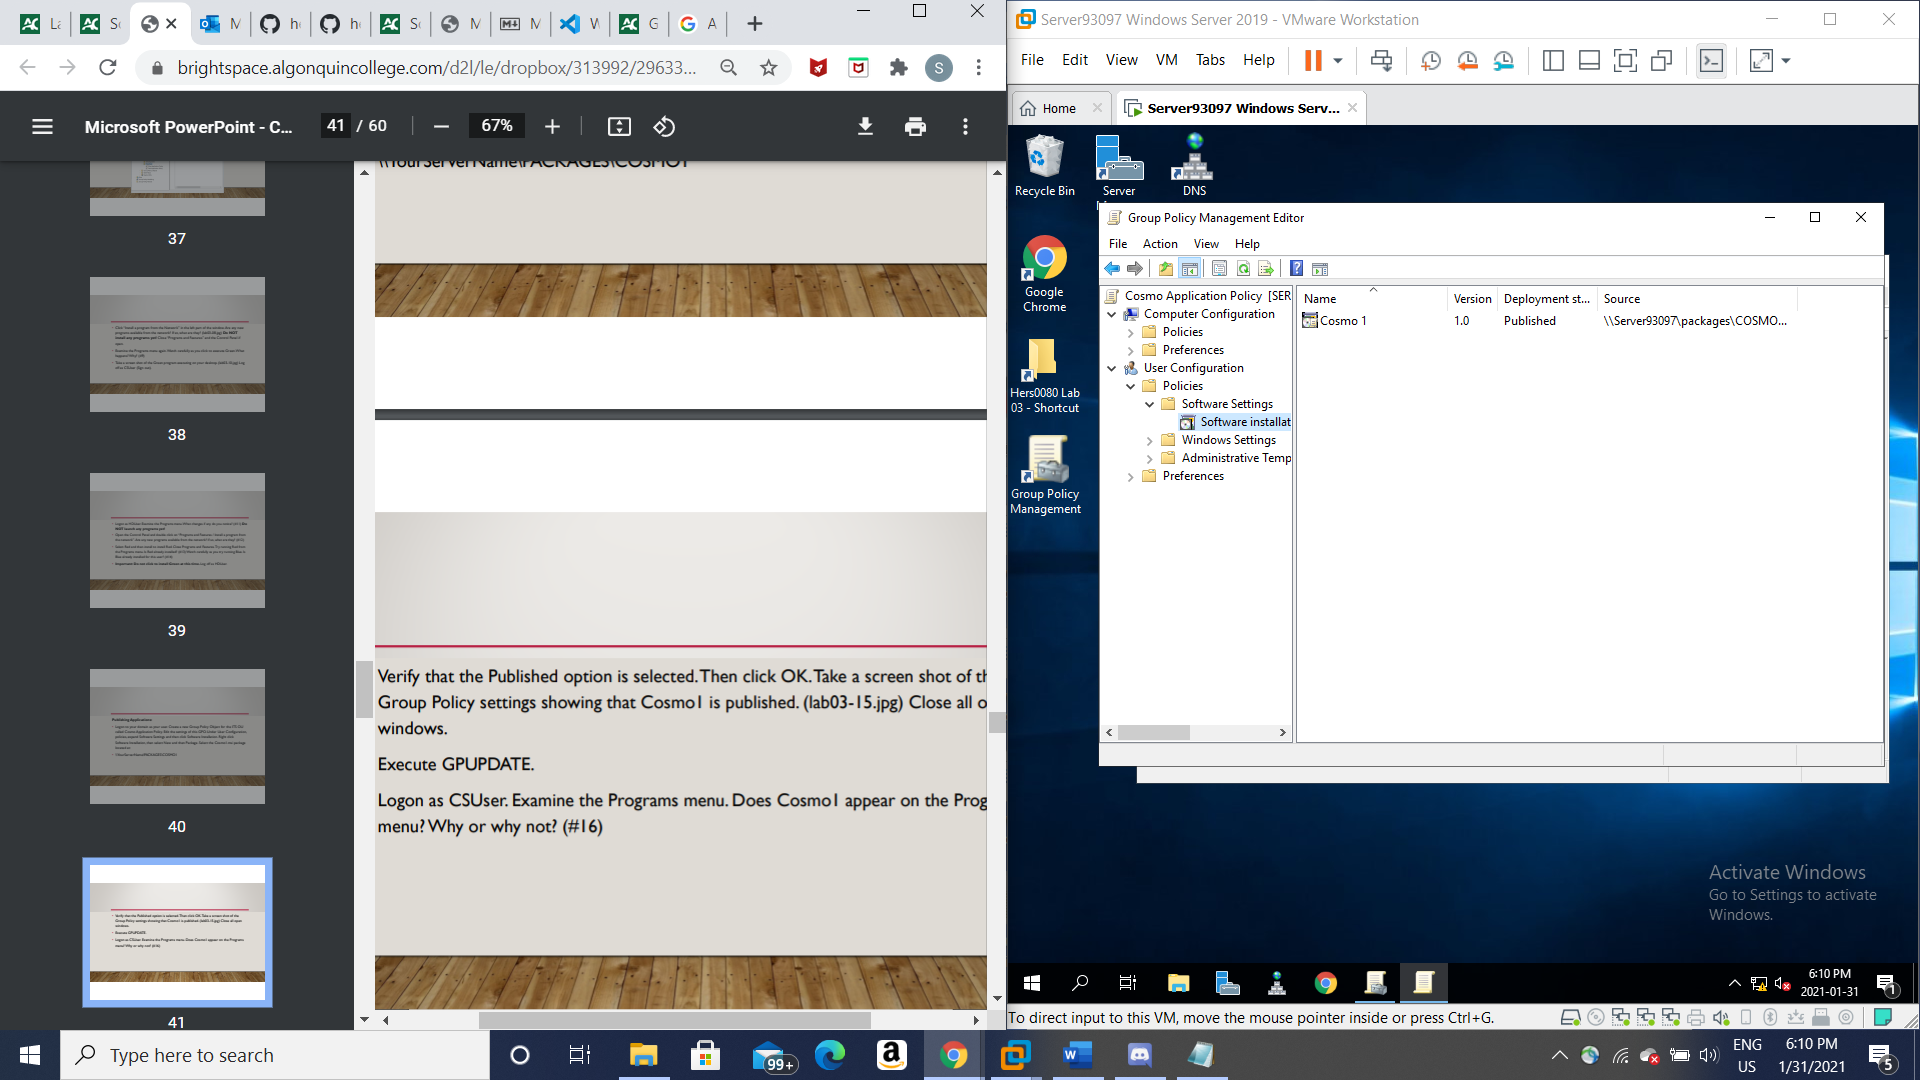 brightspace.algonquincollege.com/d2l/le/dropbox/313992/29633...
S
Microsoft PowerPoint - C...
41 / 60
67%
37
38
39
40
41
\\YourServerName\PACKAGES\COSMO1
Verify that the Published option is selected. Then click OK. Take a screen shot of th
Group Policy settings showing that Cosmo1 is published. (lab03-15.jpg) Close all o
windows.
Execute GPUPDATE.
Logon as CSUser. Examine the Programs menu. Does Cosmo1 appear on the Prog
menu? Why or why not? (#16)
Server93097 Windows Server 2019 - VMware Workstation
File Edit View VM Tabs Help
Home
Server93097 Windows Serv...
Recycle Bin
Server
DNS
Google
Chrome
Hers0080 Lab
03 - Shortcut
Group Policy
Management
Group Policy Management Editor
File Action View Help
Cosmo Application Policy [SER
Computer Configuration
Policies
Preferences
User Configuration
Policies
Software Settings
Software installat
Windows Settings
Administrative Temp
Preferences
Name Version Deployment st... Source
Cosmo 1 1.0 Published \\Server93097\packages\COSMO...
Activate Windows
Go to Settings to activate
Windows.
6:10 PM
2021-01-31
1
To direct input to this VM, move the mouse pointer inside or press Ctrl+G.
Type here to search
99+
ENG
US
6:10 PM
1/31/2021
5